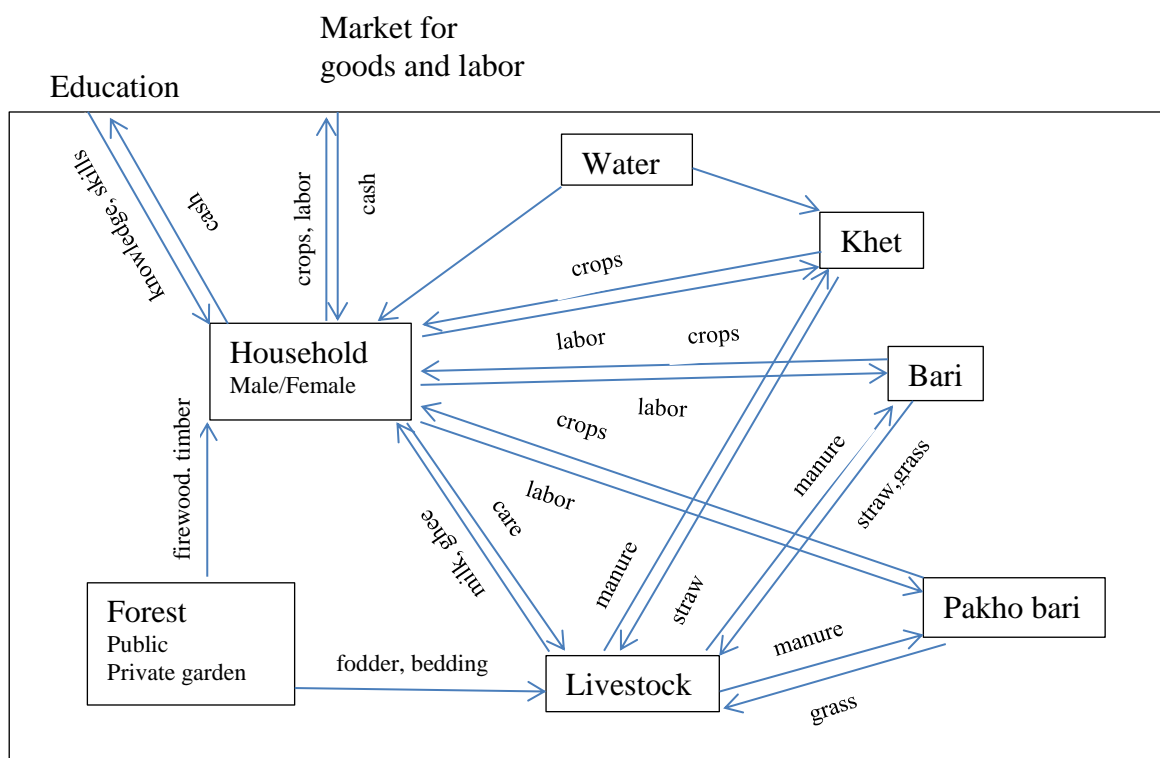 Market for
goods and labor
Education
Water
knowledge, skills
cash
crops, labor
cash
Khet
crops
Household
Male/Female
labor
crops
Bari
labor
crops
firewood. timber
manure
straw,grass
labor
care
milk, ghee
manure
straw
Forest
Public
Private garden
Pakho bari
manure
fodder, bedding
Livestock
grass